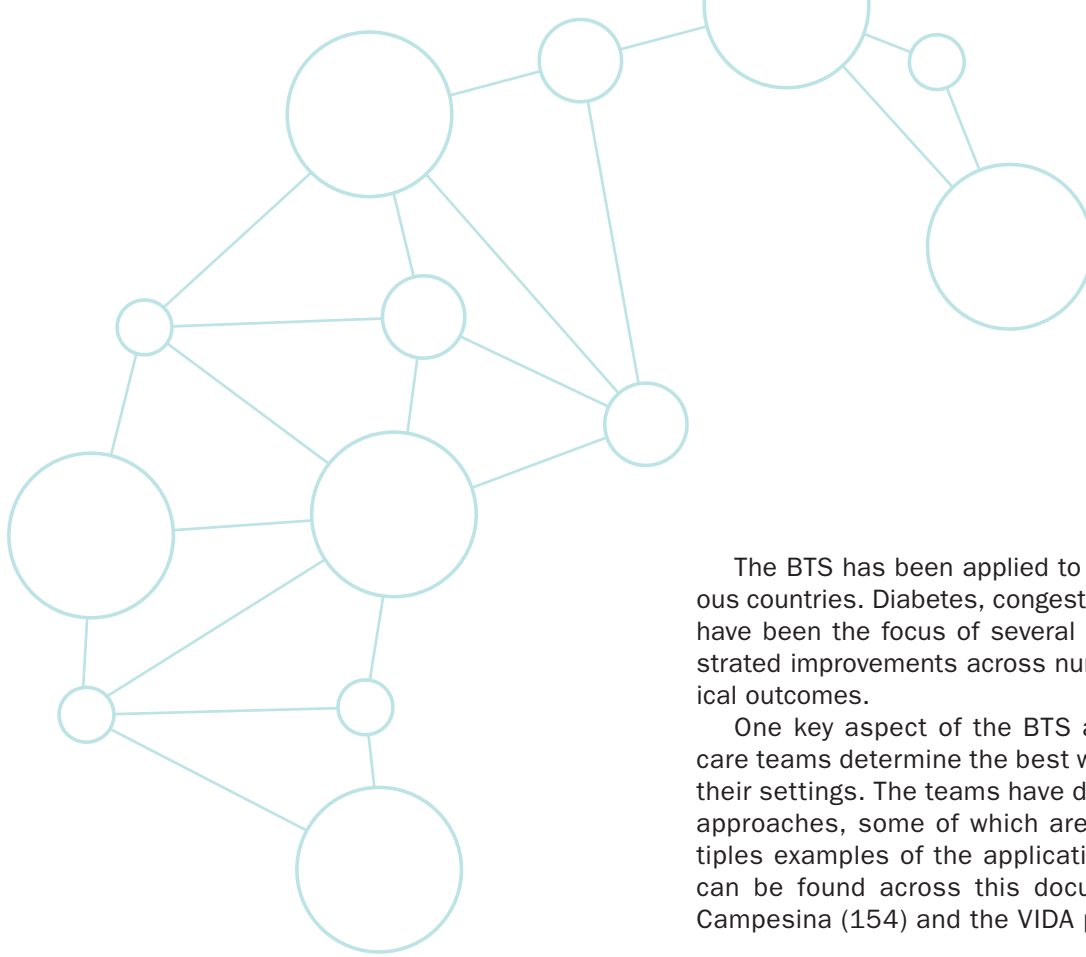 The BTS has been applied to
ous countries. Diabetes, congest
have been the focus of several
strated improvements across nu
ical outcomes.
One key aspect of the BTS a
care teams determine the best w
their settings. The teams have d
approaches, some of which are
tiples examples of the applicati
can be found across this docu
Campesina (154) and the VIDA p